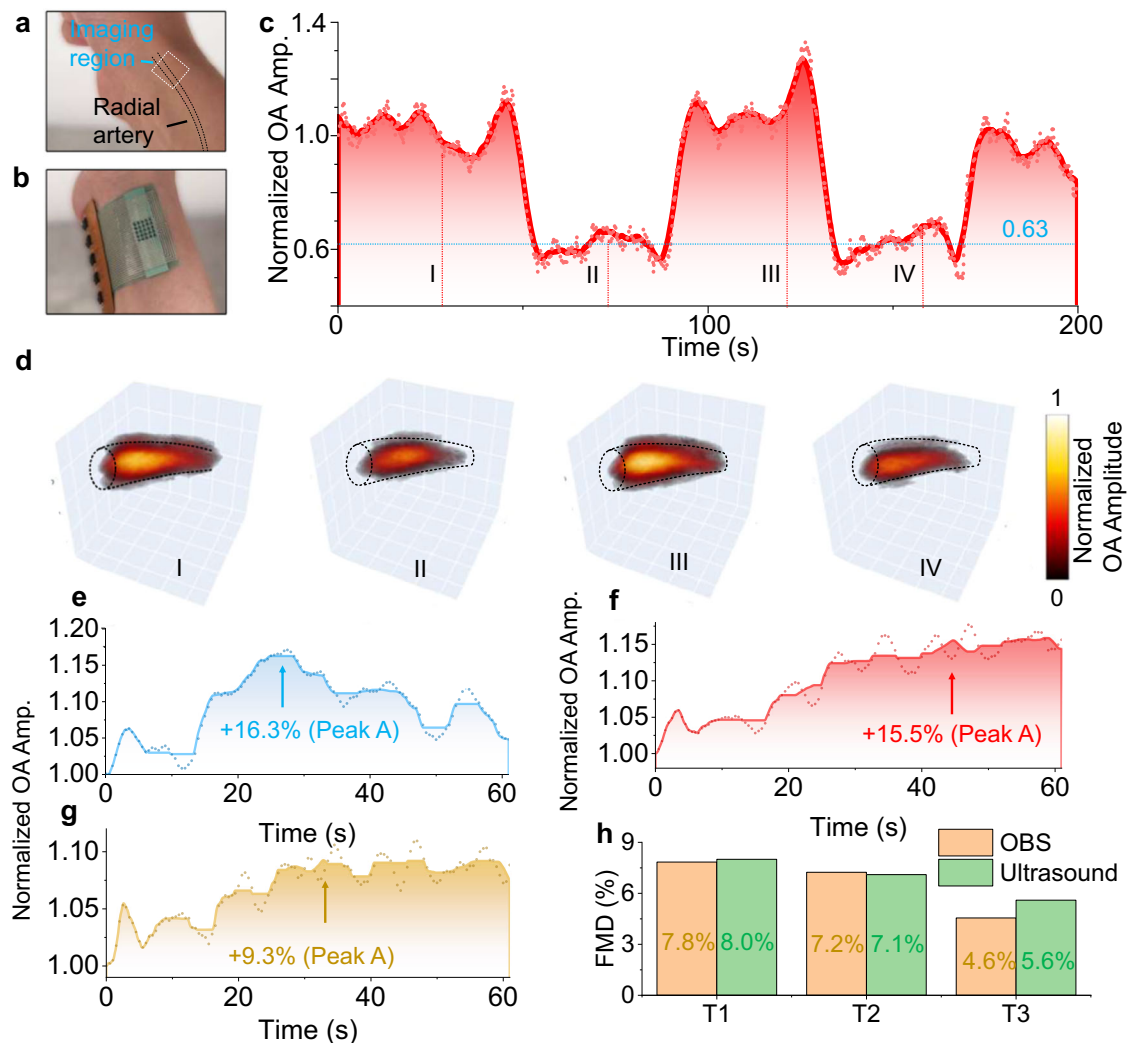 a
Imaging
region
Radial
artery
b
c
Normalized OA Amp.
1.4
1.0
0.6
0.63
I
II
III
IV
0
100
200
Time (s)
d
I
II
III
IV
1
0
Normalized
OA Amplitude
e
Normalized OA Amp.
1.20
1.15
1.10
1.05
1.00
+16.3% (Peak A)
0
20
40
60
Time (s)
f
Normalized OA Amp.
1.15
1.10
1.05
1.00
+15.5% (Peak A)
0
20
40
60
Time (s)
g
1.10
1.05
1.00
+9.3% (Peak A)
0
20
40
60
Time (s)
h
FMD (%)
9
6
3
0
OBS
Ultrasound
7.8%
8.0%
7.2%
7.1%
4.6%
5.6%
T1
T2
T3